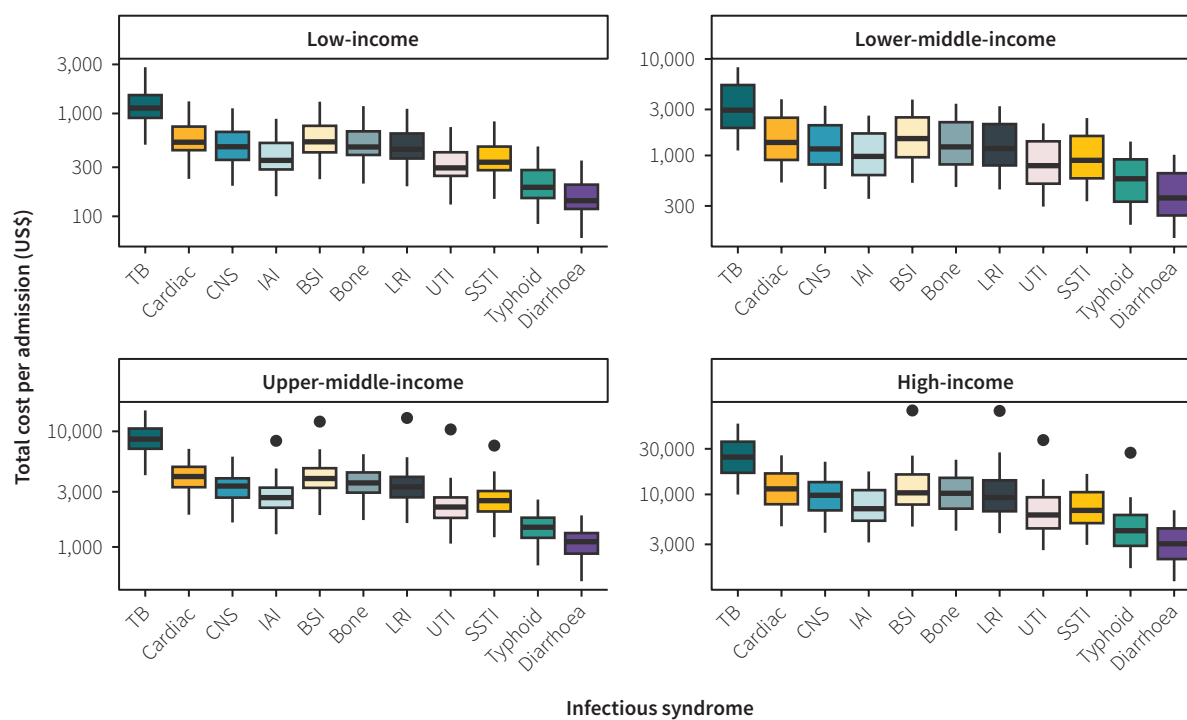 Total cost per admission (US$)
Low-income
3,000
1,000
300
100
TB
Cardiac
CNS
IAI
BSI
Bone
LRI
UTI
SSTI
Typhoid
Diarrhoea
Lower-middle-income
10,000
3,000
1,000
300
TB
Cardiac
CNS
IAI
BSI
Bone
LRI
UTI
SSTI
Typhoid
Diarrhoea
Upper-middle-income
10,000
3,000
1,000
TB
Cardiac
CNS
IAI
BSI
Bone
LRI
UTI
SSTI
Typhoid
Diarrhoea
High-income
30,000
10,000
3,000
TB
Cardiac
CNS
IAI
BSI
Bone
LRI
UTI
SSTI
Typhoid
Diarrhoea
Infectious syndrome